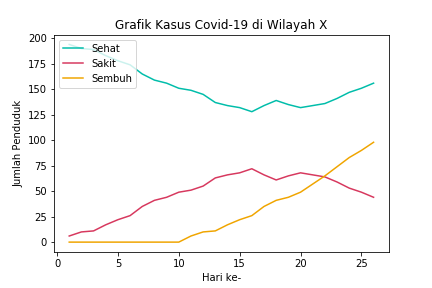 Grafik Kasus Covid-19 di Wilayah X
Jumlah Penduduk
200
175
150
125
100
75
50
25
0
Sehat
Sakit
Sembuh
0 5 10 15 20 25
Hari ke-